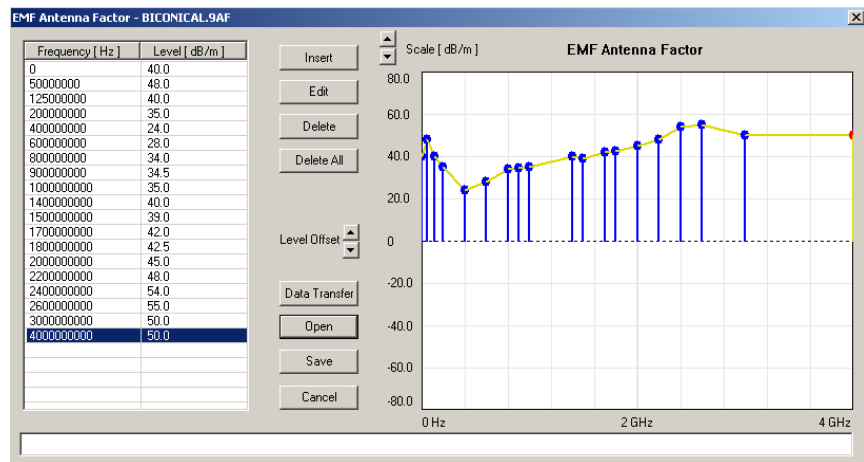 EMF Antenna Factor - BICONICAL.9AF
Frequency [ Hz ] Level [ dB/m ]
0 40.0
50000000 48.0
125000000 40.0
200000000 35.0
400000000 24.0
600000000 28.0
800000000 34.0
900000000 34.5
1000000000 35.0
1400000000 40.0
1500000000 39.0
1700000000 42.0
1800000000 42.5
2000000000 45.0
2200000000 48.0
2400000000 54.0
2600000000 55.0
3000000000 50.0
4000000000 50.0
Insert
Edit
Delete
Delete All
Level Offset
Data Transfer
Open
Save
Cancel
Scale [ dB/m ]
EMF Antenna Factor
80.0
60.0
40.0
20.0
0
-20.0
-40.0
-60.0
-80.0
0 Hz 2 GHz 4 GHz